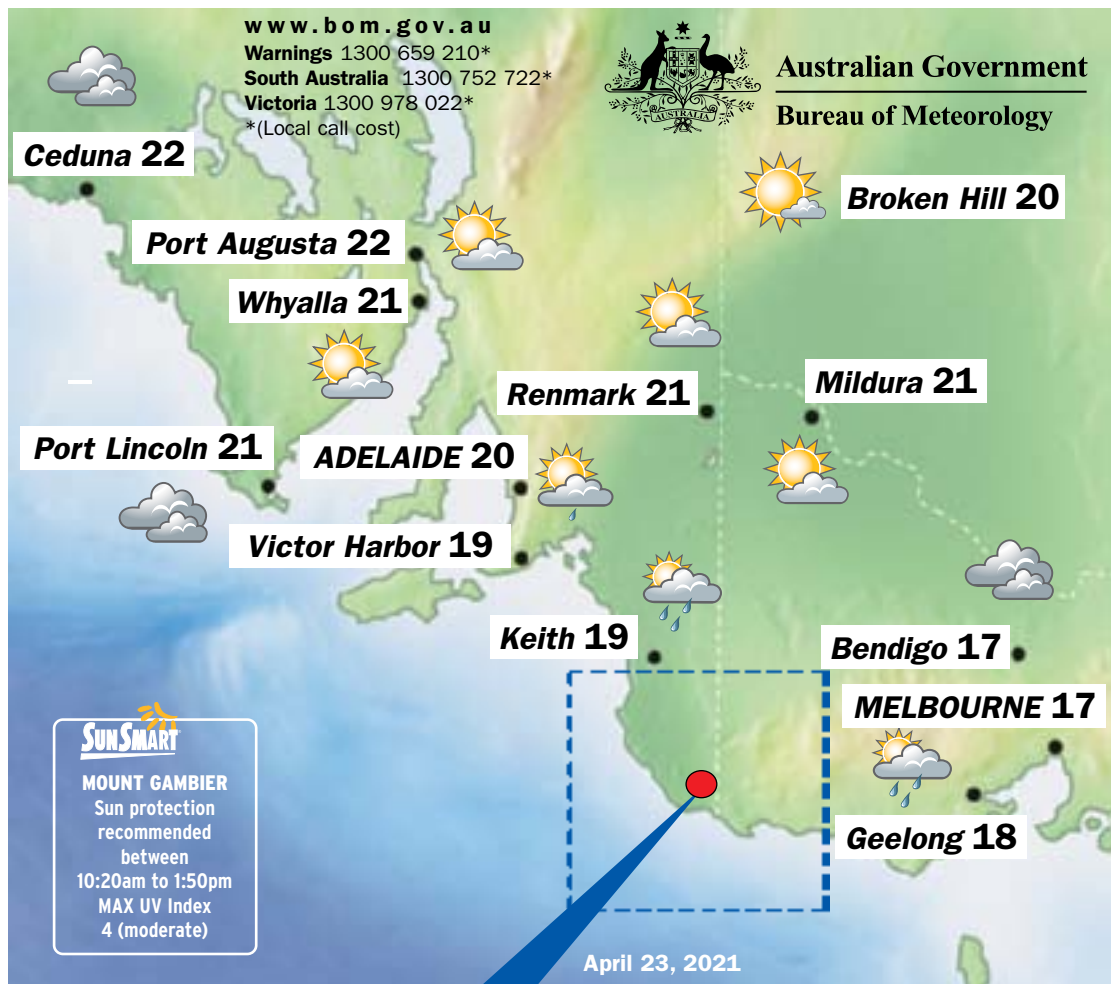 www.bom.gov.au
Warnings 1300 659 210*
South Australia 1300 752 722*
Victoria 1300 978 022*
*(Local call cost)
AUSTRALIA
Australian Government
Bureau of Meteorology
Ceduna 22
Broken Hill 20
Port Augusta 22
Whyalla 21
Renmark 21
Mildura 21
Port Lincoln 21
ADELAIDE 20
Victor Harbor 19
Keith 19
Bendigo 17
MELBOURNE 17
Geelong 18
SUNSMART
MOUNT GAMBIER
Sun protection
recommended
between
10:20am to 1:50pm
MAX UV Index
4 (moderate)
April 23, 2021